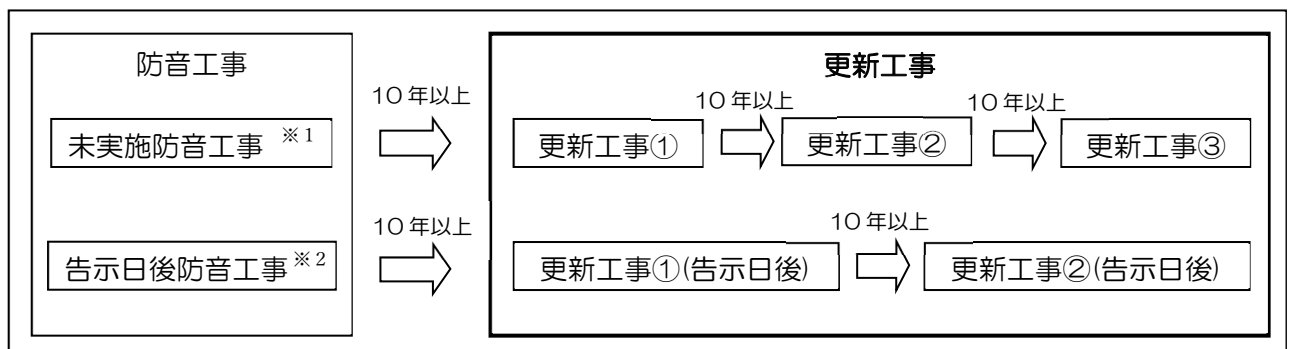 防音工事
更新工事
10年以上
10年以上
10年以上
未実施防音工事 ※1
更新工事①
更新工事②
更新工事③
10年以上
10年以上
告示日後防音工事※2
更新工事①(告示日後)
更新工事②(告示日後)